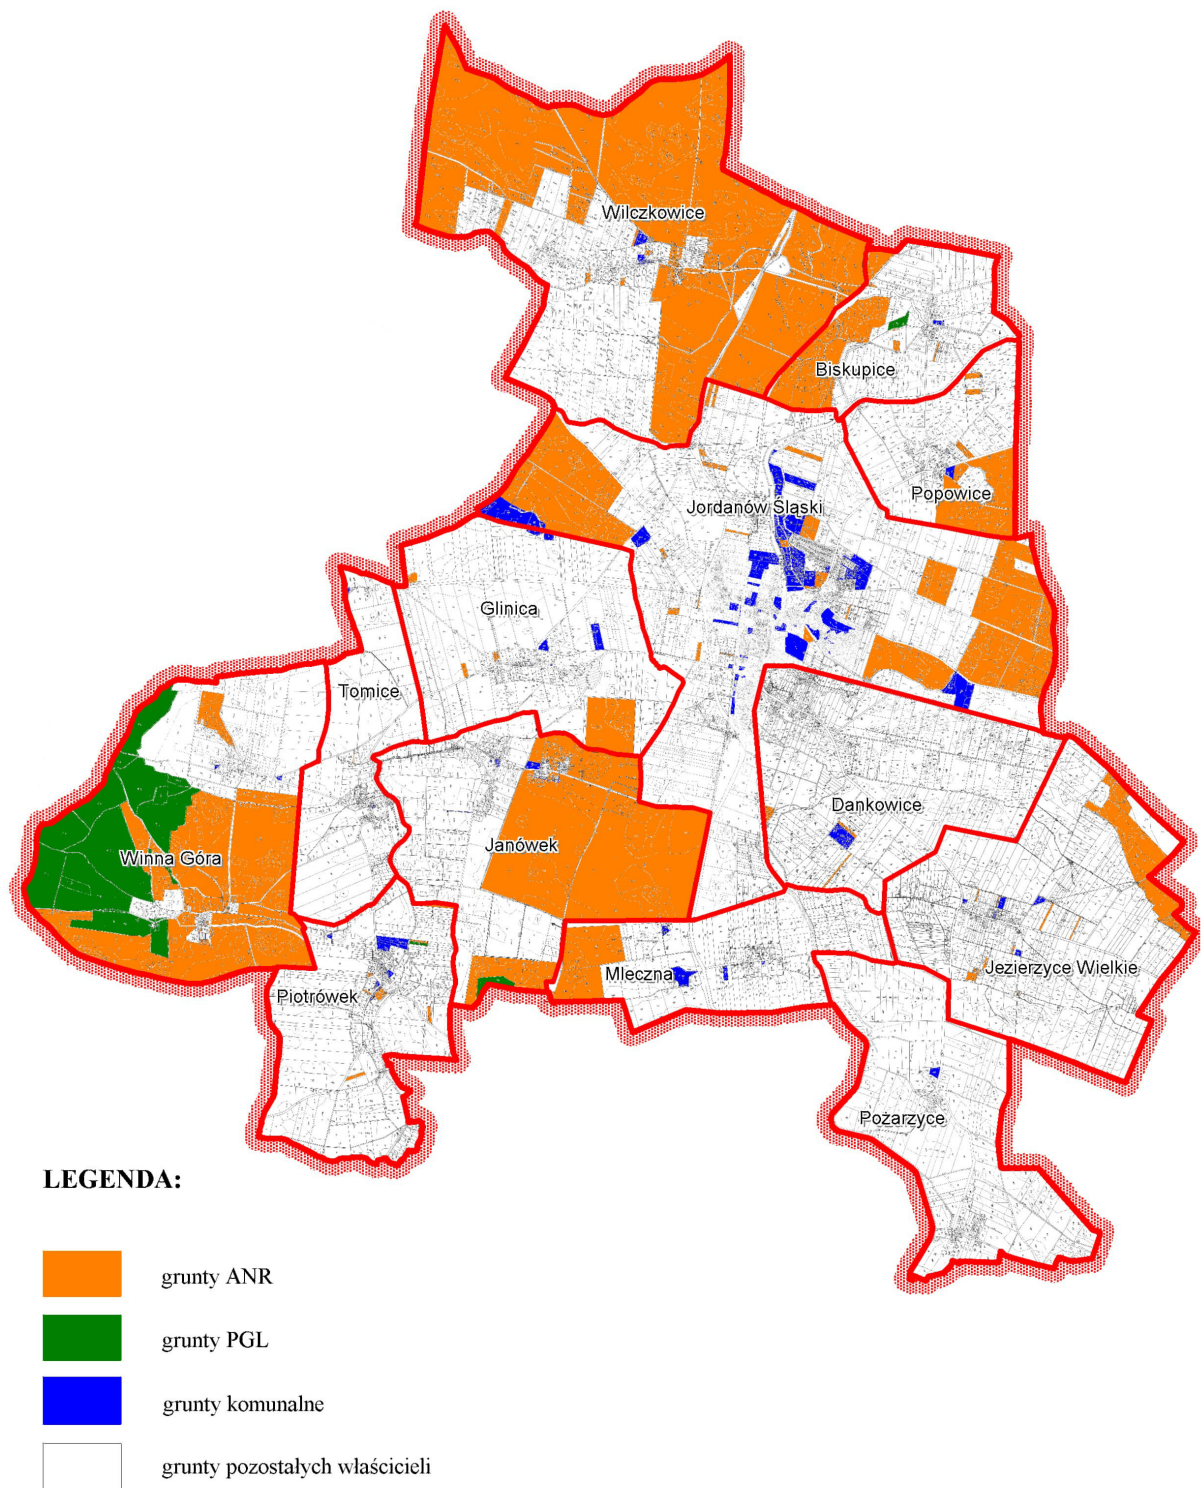 Wilczkowice
Biskupice
Popowice
Jordanów Śląski
Glinica
Tomice
Dankowice
Janówek
Winna Góra
Jezierzyce Wielkie
Mleczna
Piotrówek
Pożarzyce
LEGENDA:
grunty ANR
grunty PGL
grunty komunalne
grunty pozostałych właścicieli